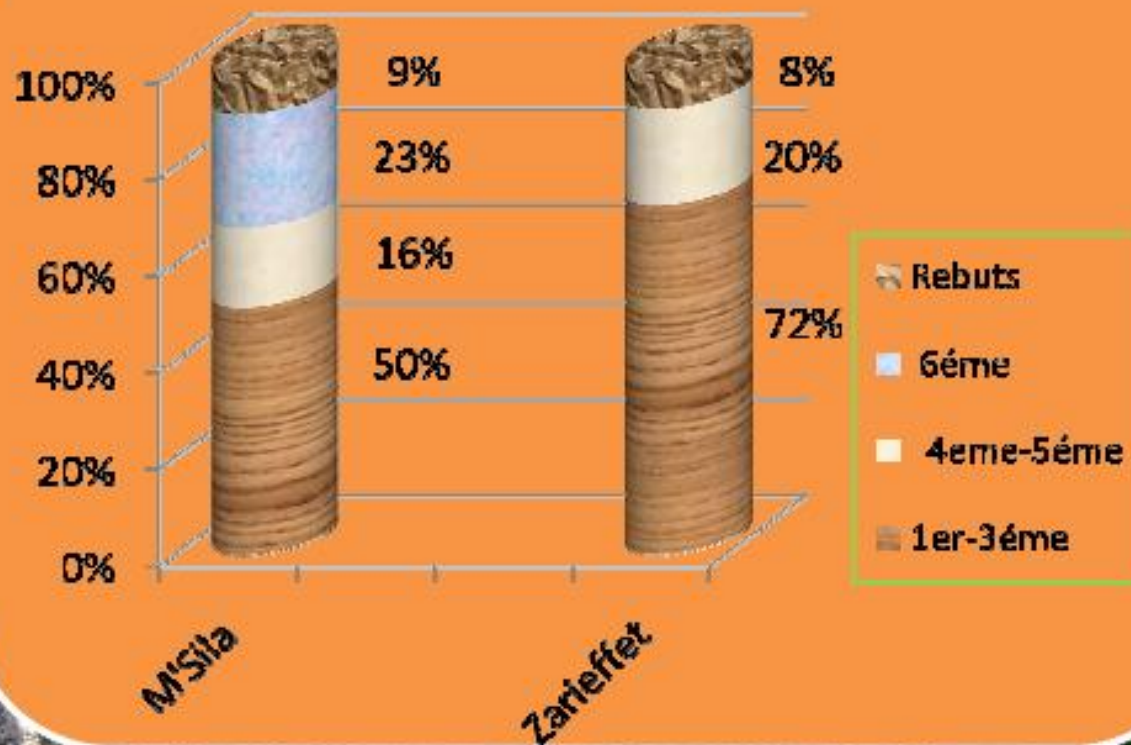 100%
80%
60%
40%
20%
0%
9%
23%
16%
50%
8%
20%
72%
M'Sila
Zarieffet
Rebuts
6éme
4eme-5éme
1er-3éme